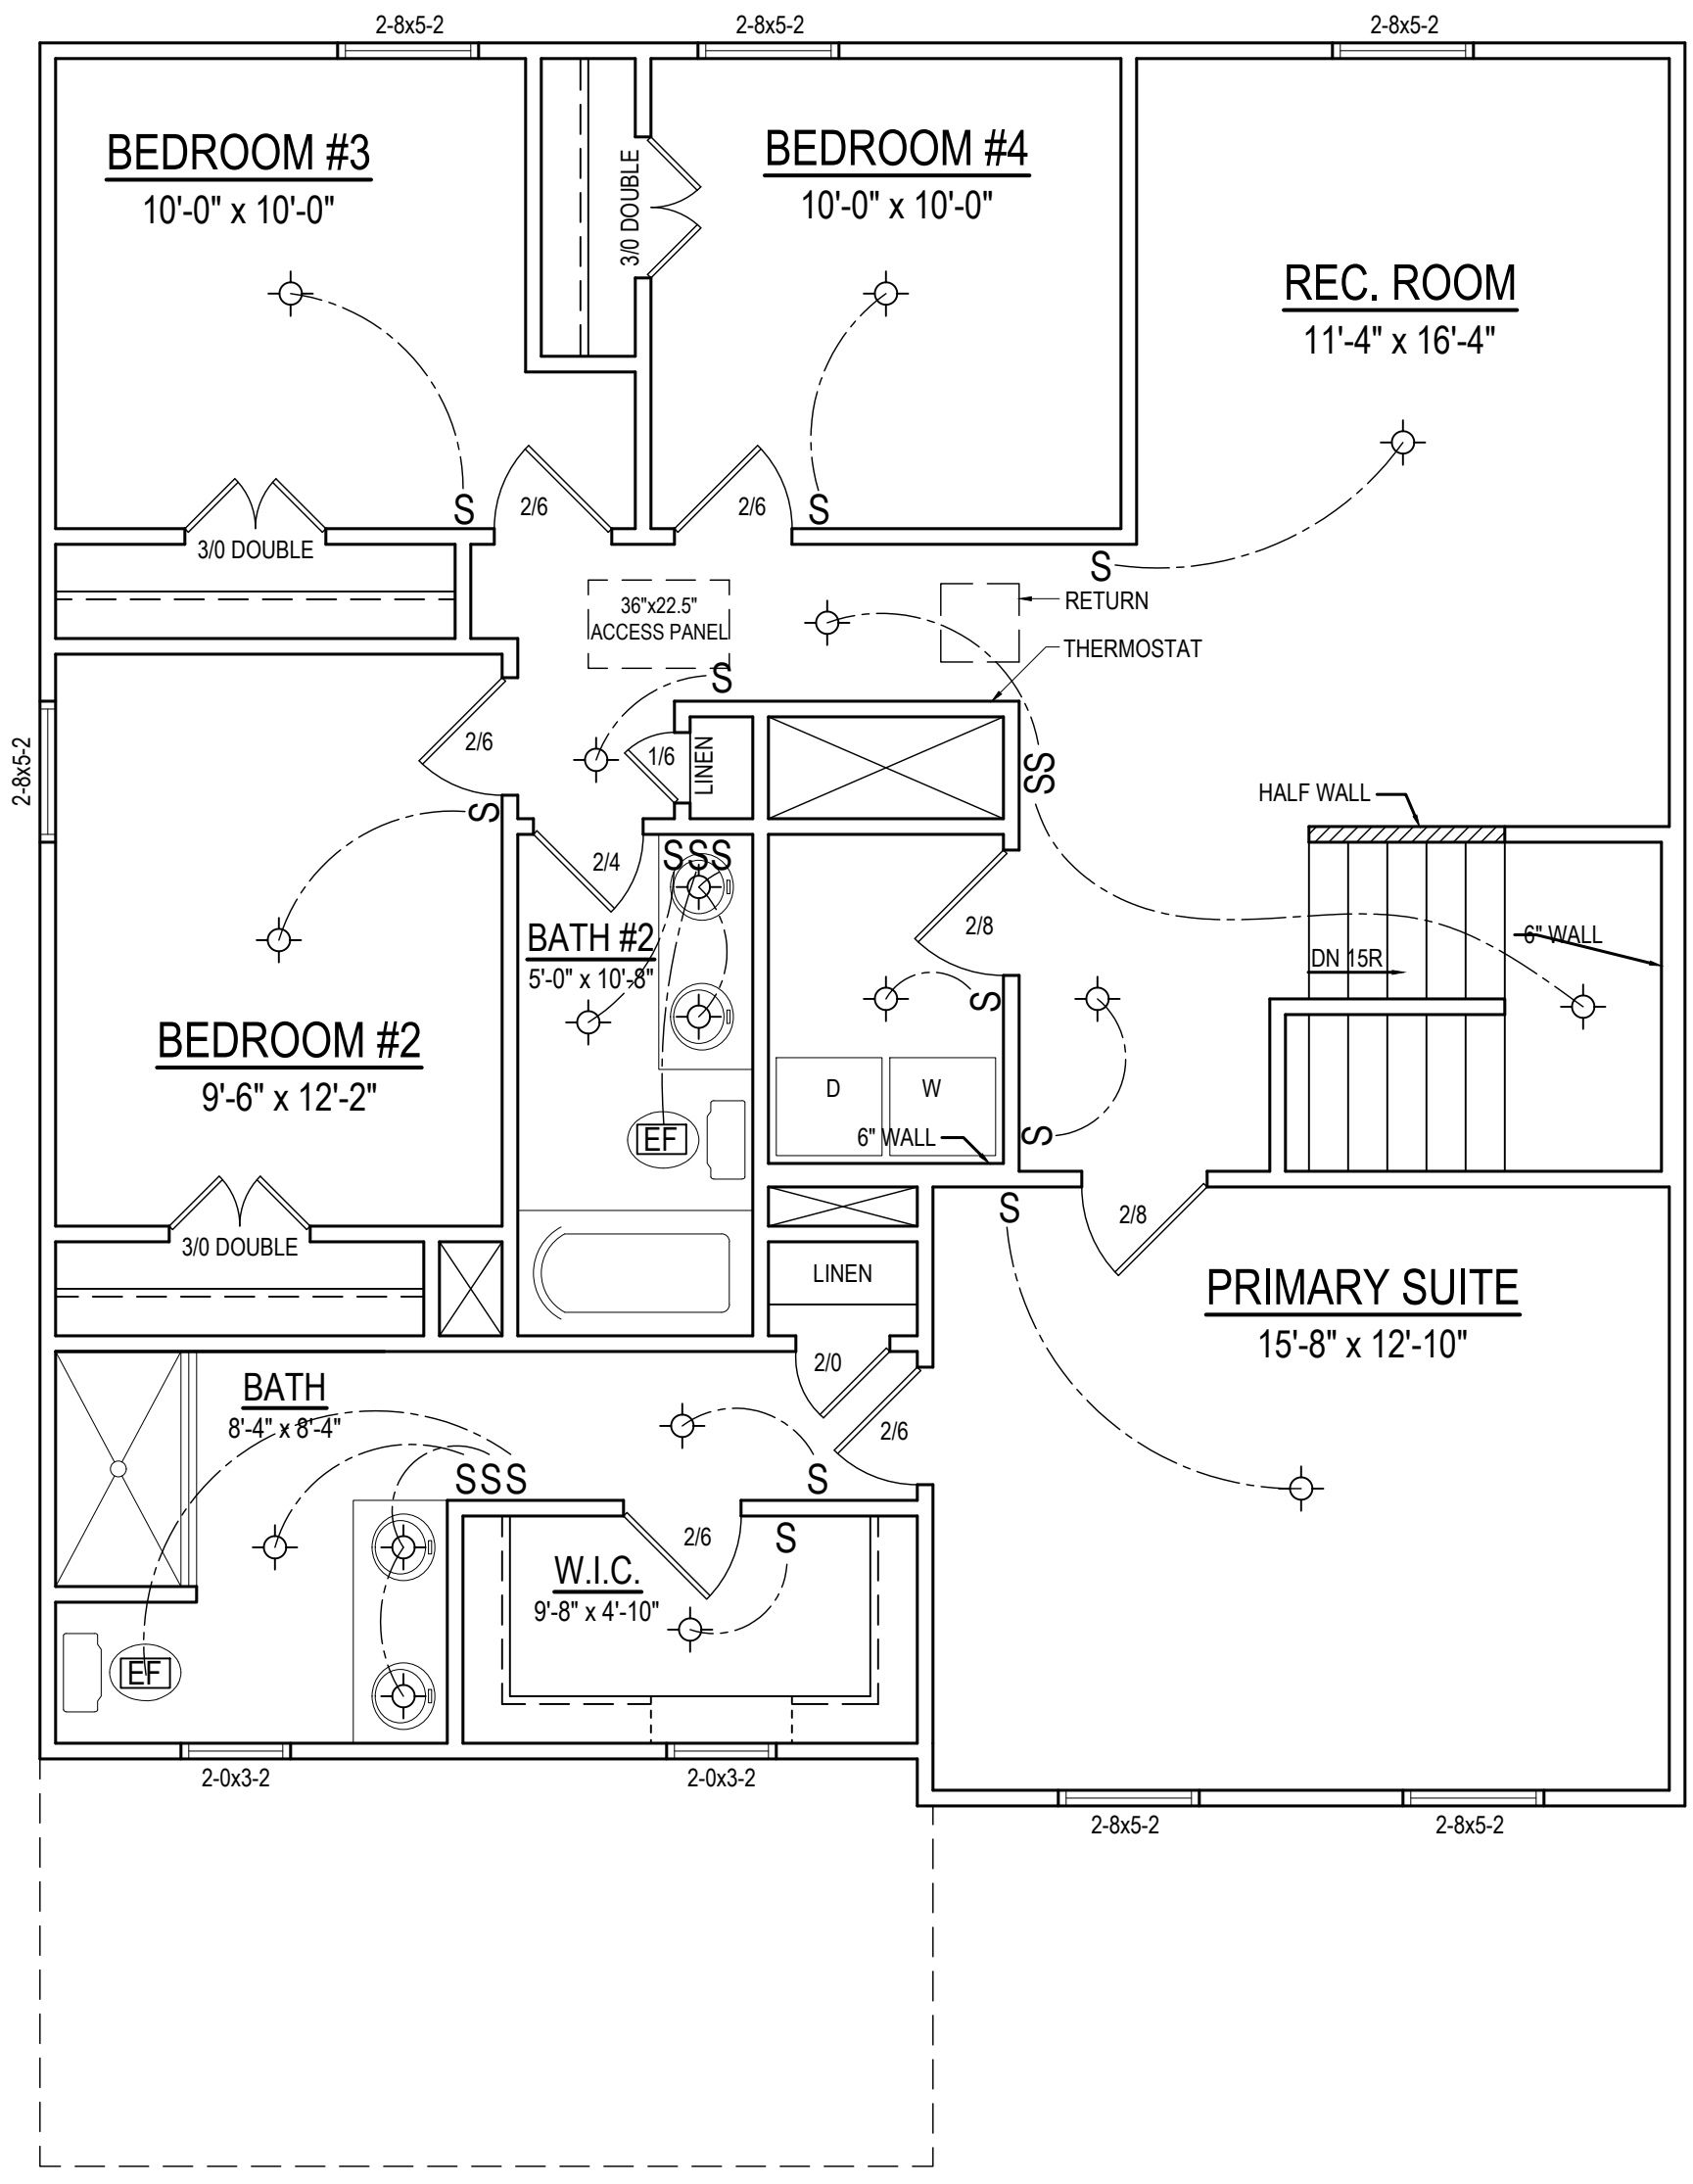 2-8x5-2
2-8x5-2
2-8x5-2
BEDROOM #3
10'-0" x 10'-0"
3/0 DOUBLE
BEDROOM #4
10'-0" x 10'-0"
REC. ROOM
11'-4" x 16'-4"
S
2/6
2/6
S
3/0 DOUBLE
S
36"x22.5"
ACCESS PANEL
RETURN
THERMOSTAT
S
2/6
1/6
LINEN
2-8x5-2
SS
HALF WALL
S
2/4
SSS
BATH #2
5'-0" x 10'-8"
2/8
6" WALL
DN 15R
S
BEDROOM #2
9'-6" x 12'-2"
D
W
EF
6" WALL
S
S
2/8
3/0 DOUBLE
LINEN
PRIMARY SUITE
15'-8" x 12'-10"
2/0
BATH
8'-4" x 8'-4"
2/6
SSS
S
2/6
S
W.I.C.
9'-8" x 4'-10"
EF
2-0x3-2
2-0x3-2
2-8x5-2
2-8x5-2